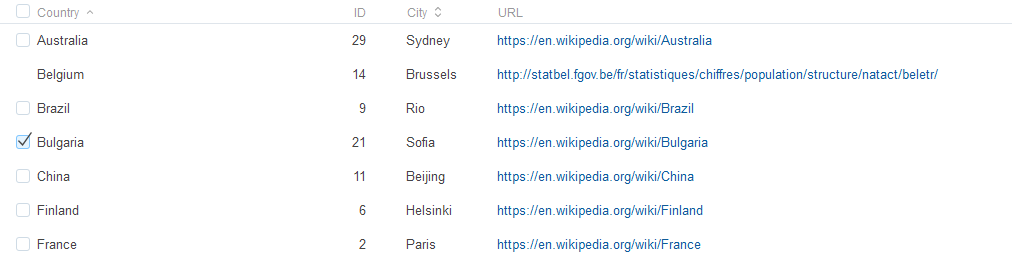 Country ID City URL
Australia 29 Sydney https://en.wikipedia.org/wiki/Australia
Belgium 14 Brussels http://statbel.fgov.be/fr/statistiques/chiffres/population/structure/natact/beletr/
Brazil 9 Rio https://en.wikipedia.org/wiki/Brazil
Bulgaria 21 Sofia https://en.wikipedia.org/wiki/Bulgaria
China 11 Beijing https://en.wikipedia.org/wiki/China
Finland 6 Helsinki https://en.wikipedia.org/wiki/Finland
France 2 Paris https://en.wikipedia.org/wiki/France